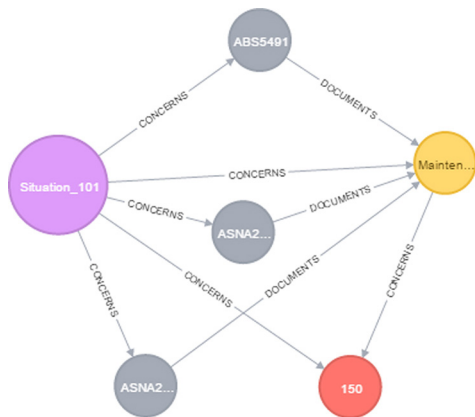 ABS5491
CONCERNS
DOCUMENTS
CONCERNS
Mainten...
Situation_101
CONCERNS
DOCUMENTS
ASNA2...
CONCERNS
CONCERNS
DOCUMENTS
CONCERNS
ASNA2...
150